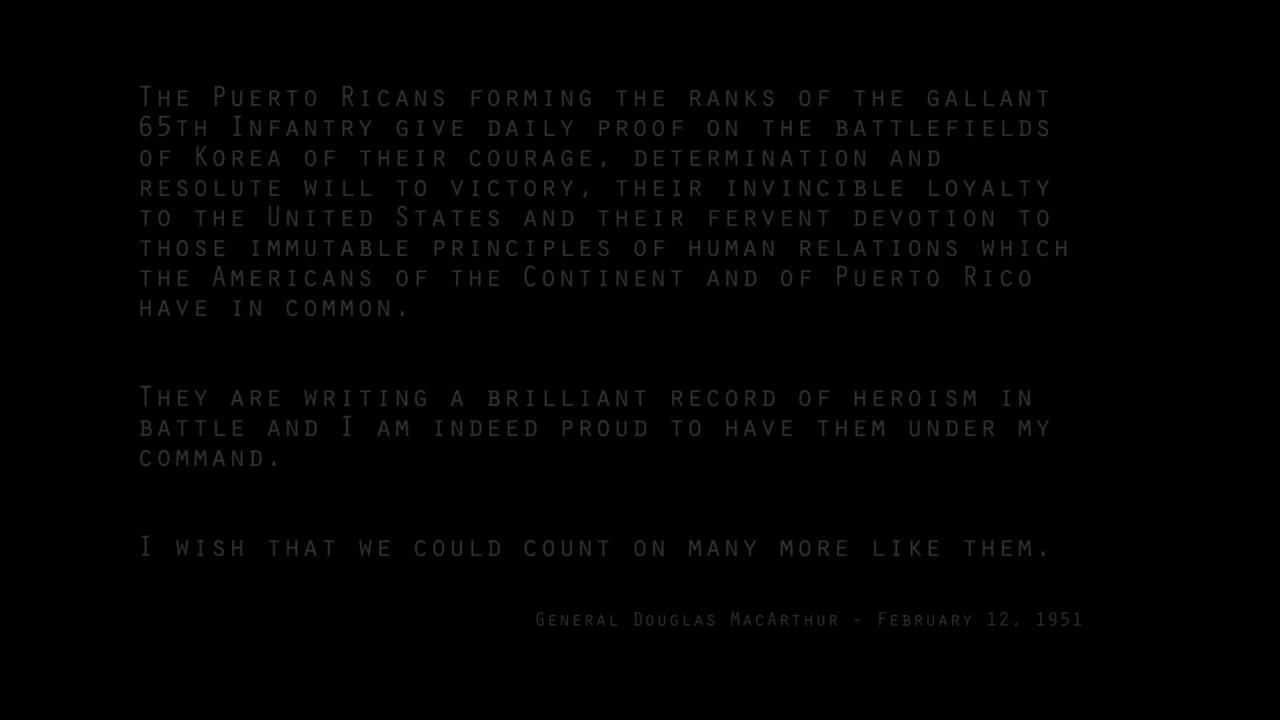 The Puerto Ricans forming the ranks of the gallant
65th Infantry give daily proof on the battlefields
of Korea of their courage, determination and
resolute will to victory, their invincible loyalty
to the United States and their fervent devotion to
those immutable principles of human relations which
the Americans of the Continent and of Puerto Rico
have in common.
They are writing a brilliant record of heroism in
battle and I am indeed proud to have them under my
command.
I wish that we could count on many more like them.
General Douglas MacArthur - February 12, 1951